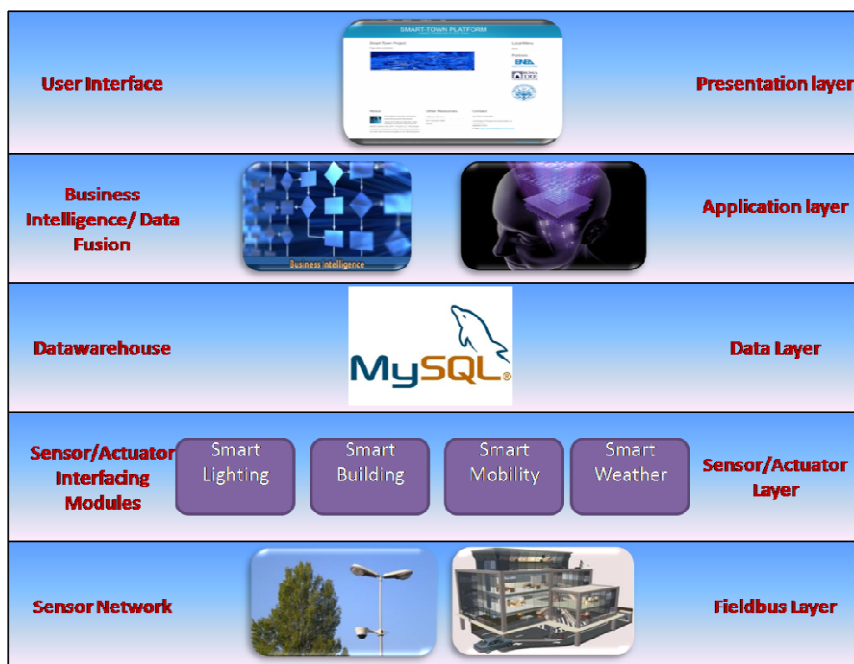 SMART-TOWN PLATFORM
Smart Town Project
User Interface
Presentation layer
Business
Intelligence/ Data
Fusion
Business Intelligence
Application layer
Datawarehouse
MySQL®
Data Layer
Sensor/Actuator
Interfacing
Modules
Smart
Lighting
Smart
Building
Smart
Mobility
Smart
Weather
Sensor/Actuator
Layer
Sensor Network
Fieldbus Layer